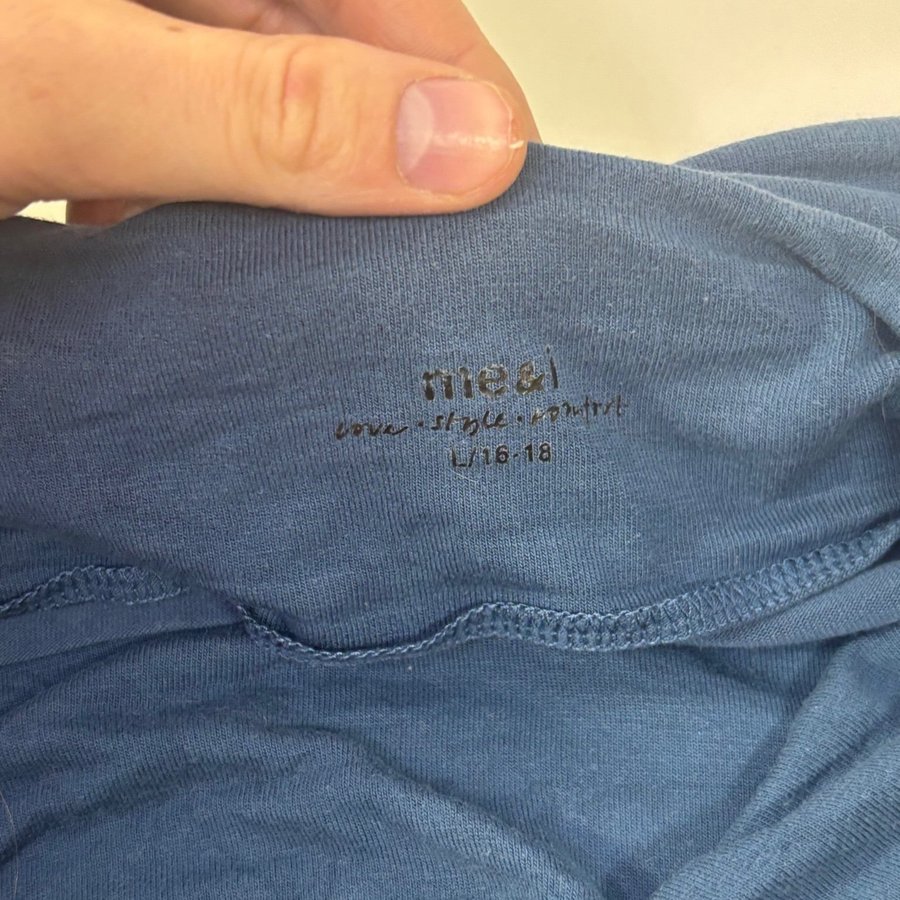 me&i
love · style · comfort
L/16-18